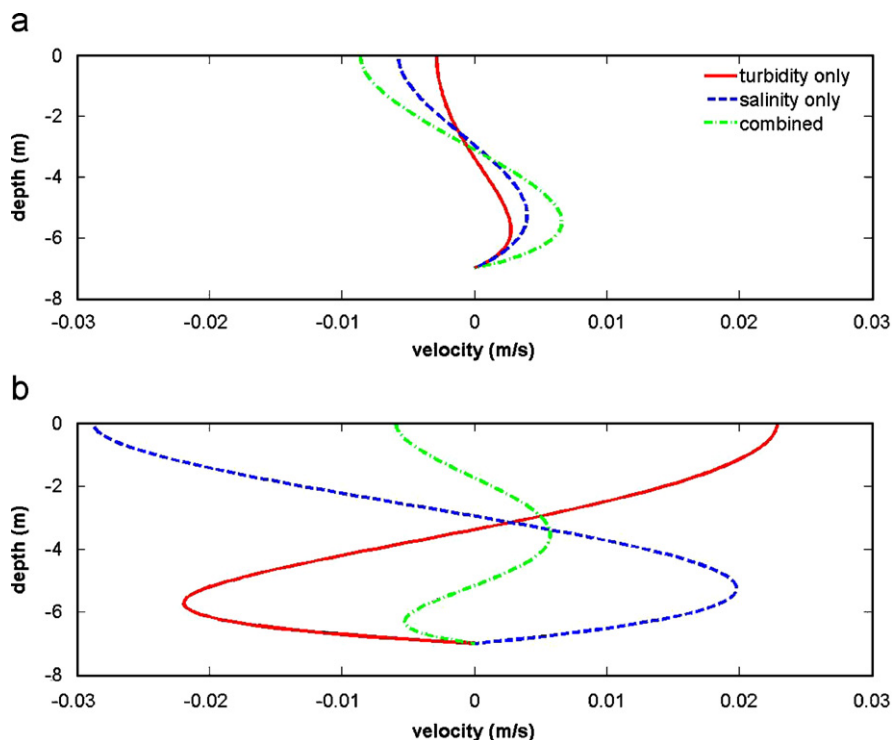 a
0
-2
-4
-6
-8
depth (m)
turbidity only
salinity only
combined
-0.03 -0.02 -0.01 0 0.01 0.02 0.03
velocity (m/s)
b
0
-2
-4
-6
-8
depth (m)
-0.03 -0.02 -0.01 0 0.01 0.02 0.03
velocity (m/s)